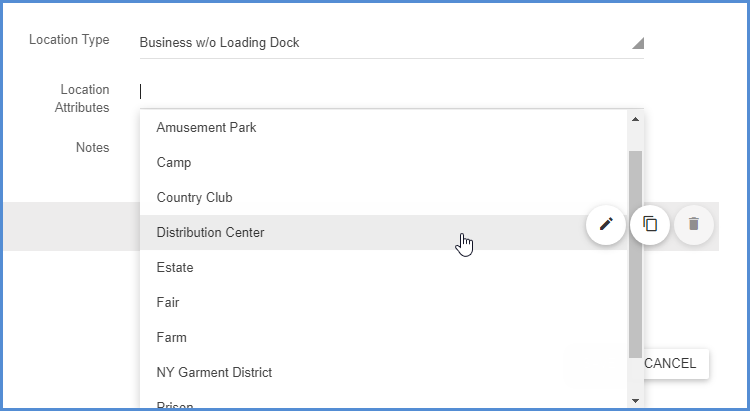 Location Type
Business w/o Loading Dock
Location
Attributes
Notes
Amusement Park
Camp
Country Club
Distribution Center
Estate
Fair
Farm
NY Garment District
Prison
CANCEL